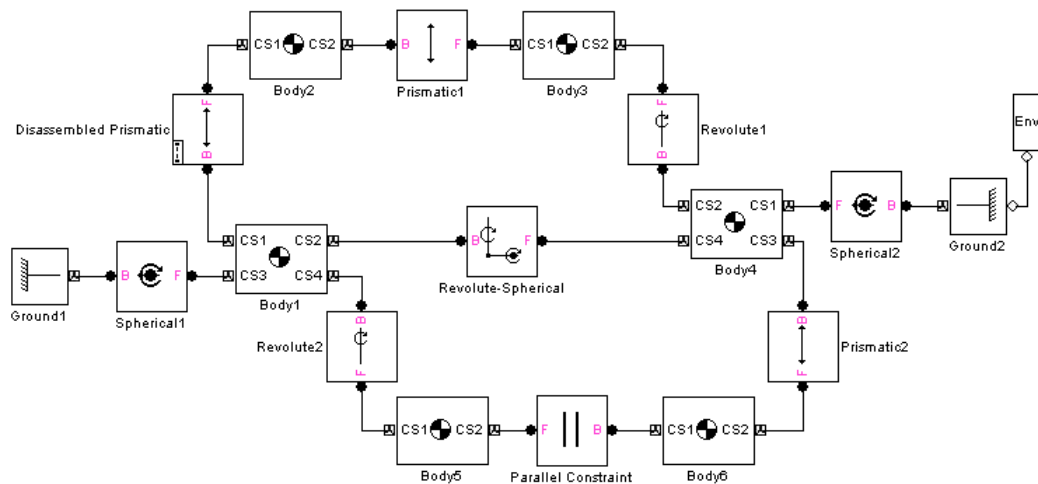 CS1 CS2
Body2
B F
Prismatic1
CS1 CS2
Body3
F
B
Disassembled Prismatic
F
B
Revolute1
Env
CS1 CS2
CS3 CS4
Body1
B F
Revolute-Spherical
CS2 CS1
CS4 CS3
Body4
F B
Spherical2
Ground2
Ground1
B F
Spherical1
B
F
Revolute2
B
F
Prismatic2
CS1 CS2
Body5
F B
Parallel Constraint
CS1 CS2
Body6